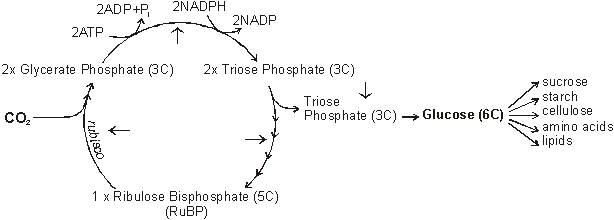 2ADP+Pi
2NADPH
2NADP
2ATP
2x Glycerate Phosphate (3C)
2x Triose Phosphate (3C)
CO2
rubisco
Triose
Phosphate (3C)
Glucose (6C)
sucrose
starch
cellulose
amino acids
lipids
1 x Ribulose Bisphosphate (5C)
(RuBP)